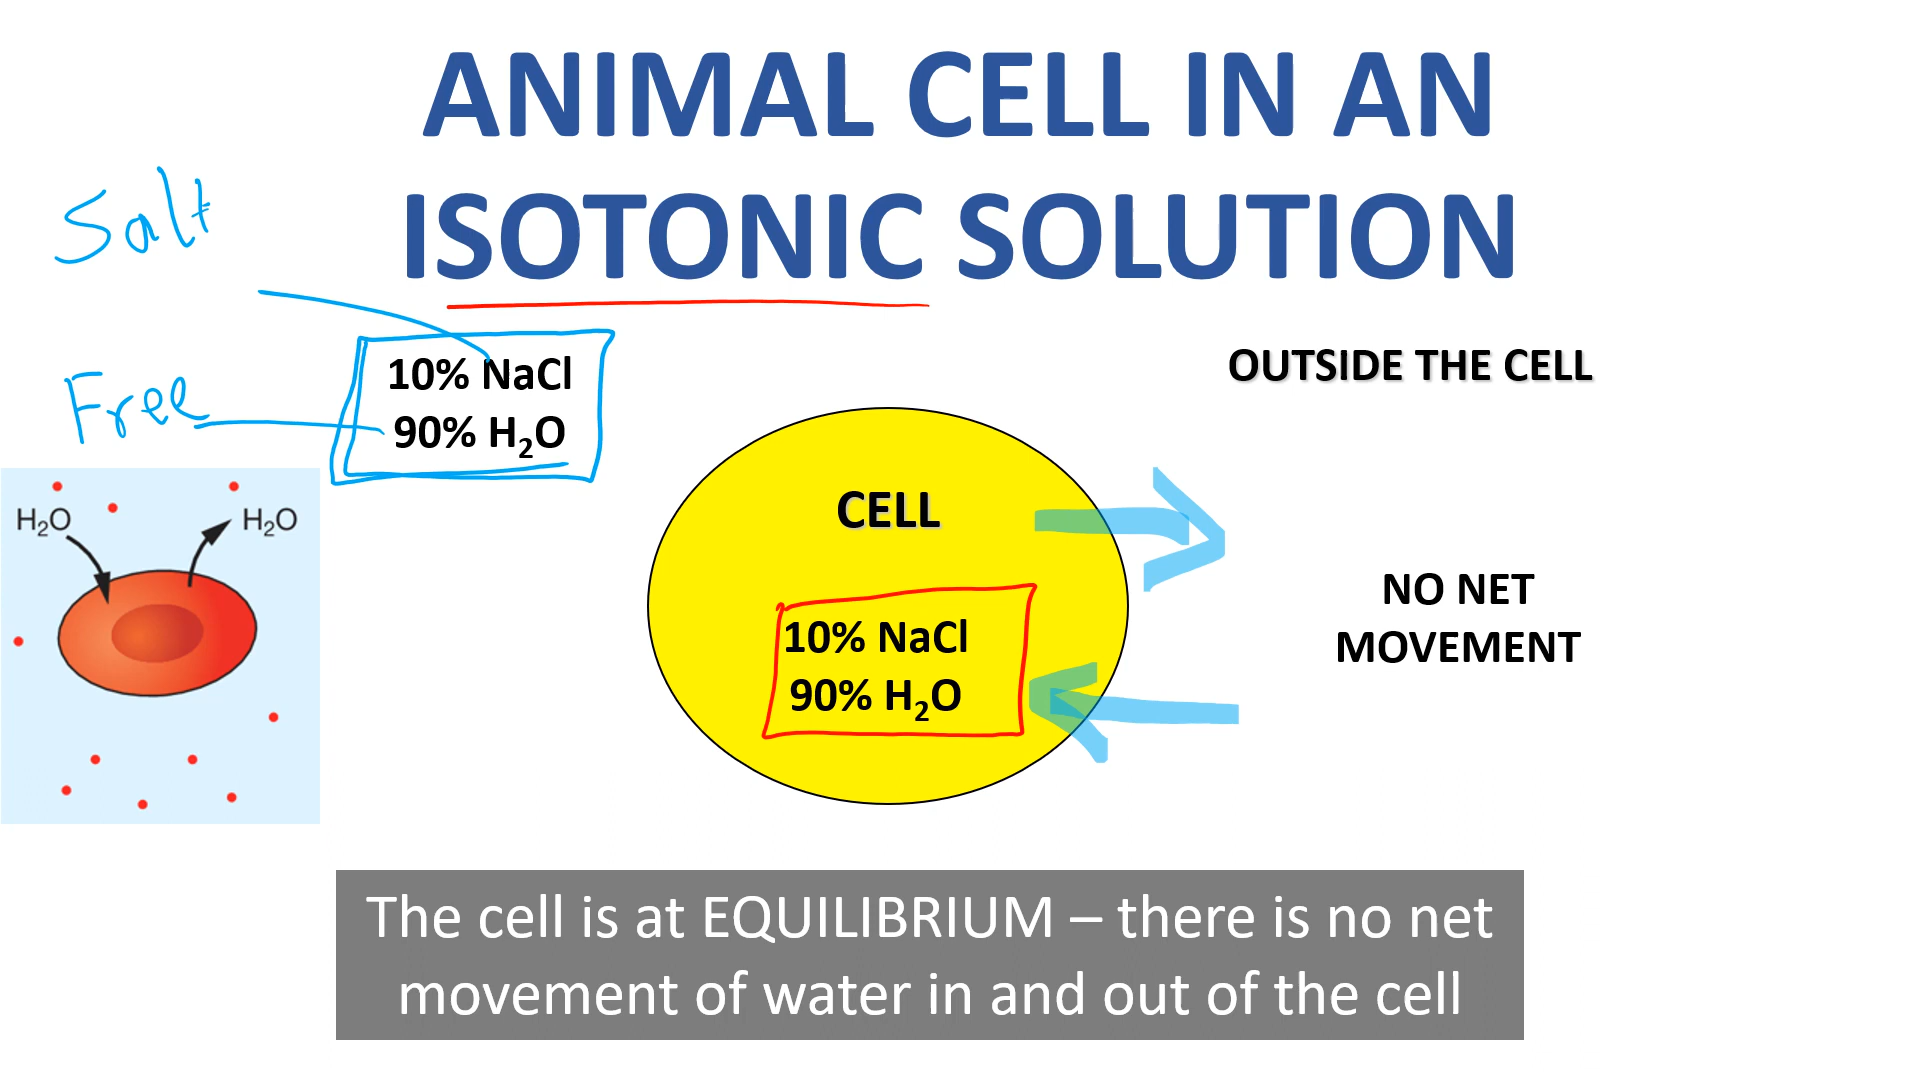 ANIMAL CELL IN AN
ISOTONIC SOLUTION
Salt
Free
10% NaCl
90% H₂O
OUTSIDE THE CELL
H₂O
H₂O
CELL
10% NaCl
90% H₂O
NO NET
MOVEMENT
The cell is at EQUILIBRIUM – there is no net
movement of water in and out of the cell